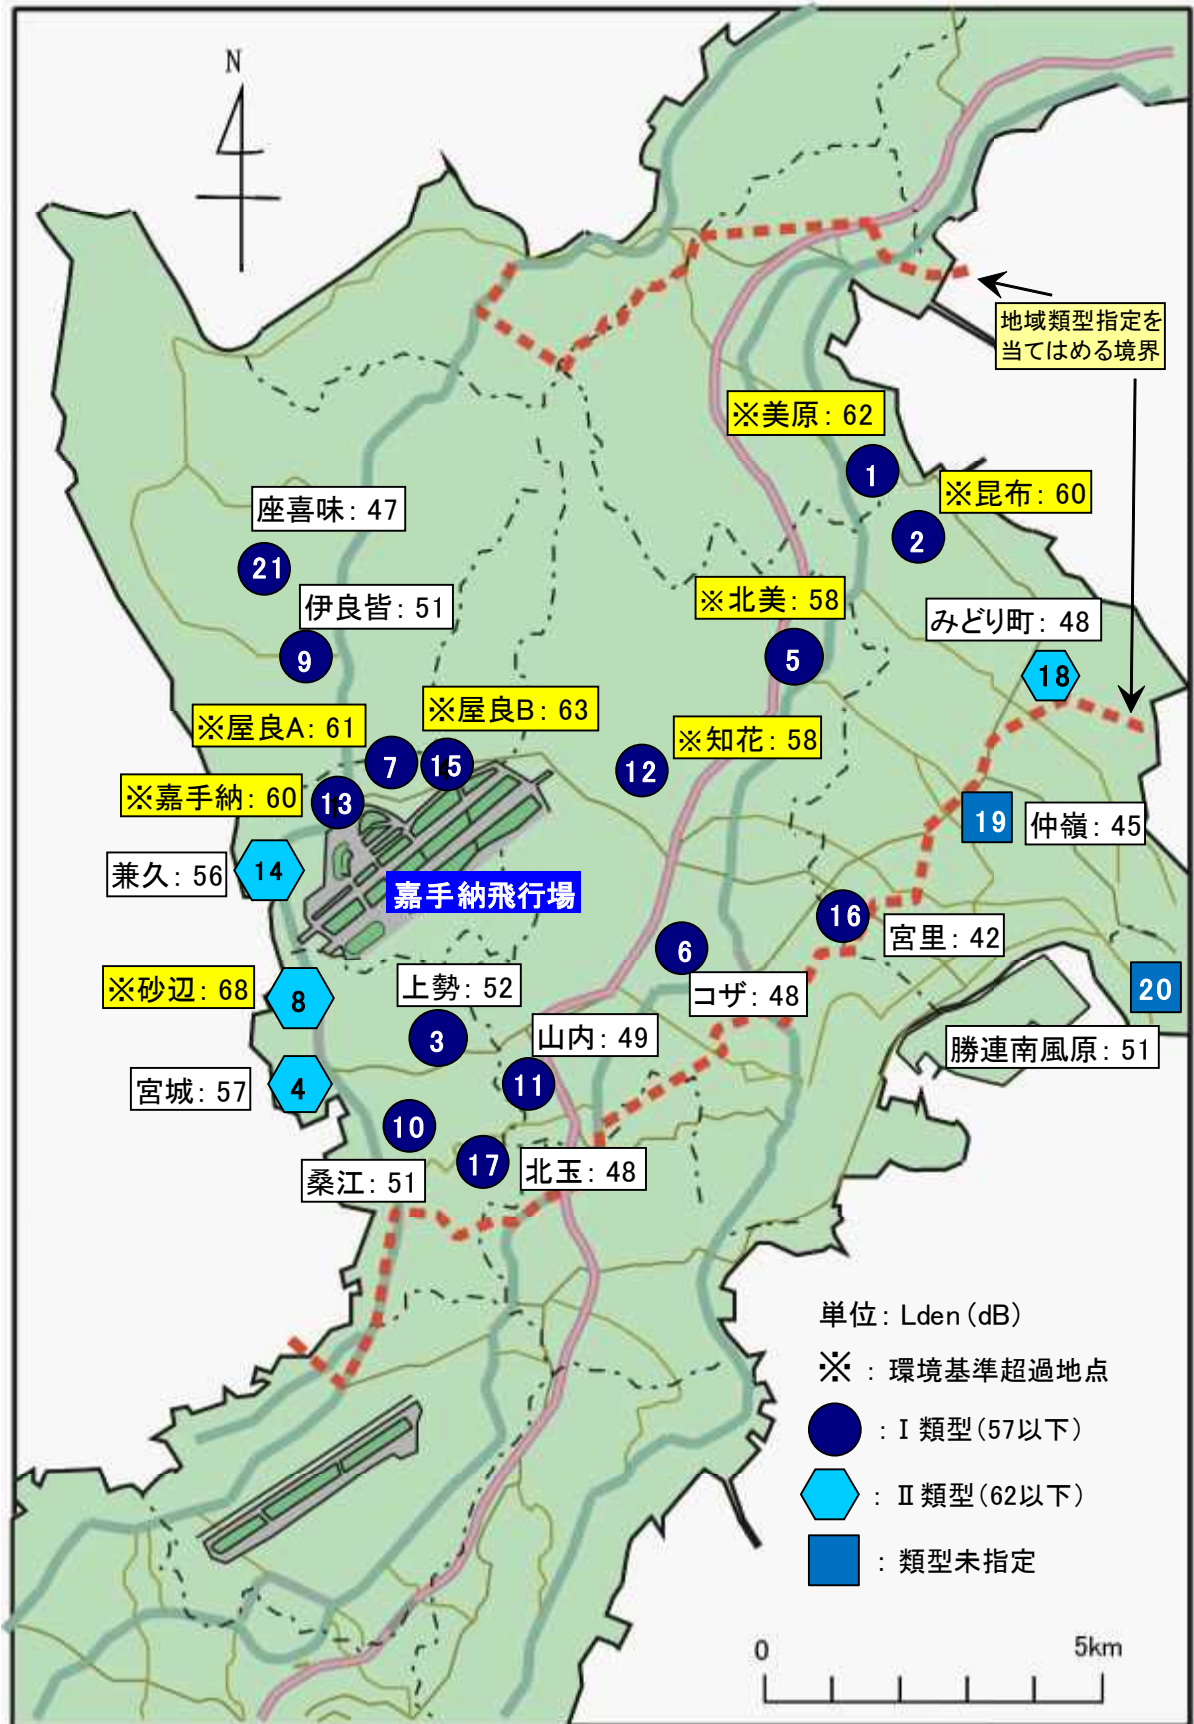 N
地域類型指定を
当てはめる境界
※美原: 62
1
※昆布: 60
2
座喜味: 47
21
伊良皆: 51
9
※北美: 58
5
みどり町: 48
18
※屋良A: 61
7
※屋良B: 63
15
※知花: 58
12
※嘉手納: 60
13
19
仲嶺: 45
兼久: 56
14
嘉手納飛行場
16
宮里: 42
6
コザ: 48
20
勝連南風原: 51
※砂辺: 68
8
上勢: 52
3
山内: 49
11
宮城: 57
4
10
桑江: 51
17
北玉: 48
単位: Lden(dB)
※ : 環境基準超過地点
: Ⅰ類型(57以下)
: Ⅱ類型(62以下)
: 類型未指定
0 5km